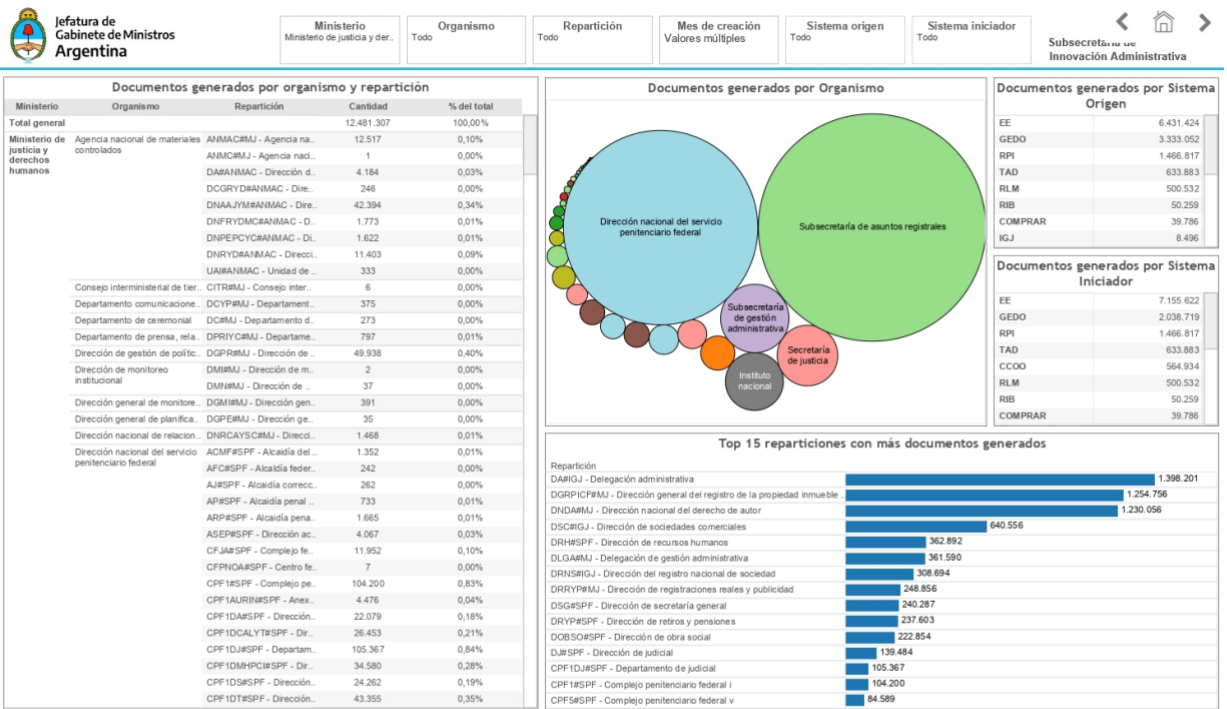 Jefatura de
Gabinete de Ministros
Argentina
Ministerio
Ministerio de justicia y der..
Organismo
Todo
Repartición
Todo
Mes de creación
Valores múltiples
Sistema origen
Todo
Sistema iniciador
Todo
Subsecretaría de
Innovación Administrativa
Documentos generados por organismo y repartición
Ministerio Organismo Repartición Cantidad % del total
Total general 12.481.307 100,00%
Ministerio de justicia y derechos humanos
Agencia nacional de materiales controlados
ANMAC#MJ - Agencia na.. 12.517 0,10%
ANMC#MJ - Agencia naci.. 1 0,00%
DA#ANMAC - Dirección d.. 4.184 0,03%
DCGRYD#ANMAC - Dire.. 246 0,00%
DNAAJYM#ANMAC - Dire.. 42.394 0,34%
DNFRYDMC#ANMAC - D.. 1.773 0,01%
DNPEPCYC#ANMAC - Di.. 1.622 0,01%
DNRYD#ANMAC - Direcci.. 11.403 0,09%
UAI#ANMAC - Unidad de .. 333 0,00%
Consejo interministerial de tier.. CITR#MJ - Consejo inter.. 6 0,00%
Departamento comunicacione.. DCYP#MJ - Departament.. 375 0,00%
Departamento de ceremonial DC#MJ - Departamento d.. 273 0,00%
Departamento de prensa, rela.. DPRIYC#MJ - Departame.. 797 0,01%
Dirección de gestión de polític.. DGPR#MJ - Dirección de .. 49.938 0,40%
Dirección de monitoreo institucional
DMI#MJ - Dirección de m.. 2 0,00%
DMN#MJ - Dirección de .. 37 0,00%
Dirección general de monitore.. DGMI#MJ - Dirección gen.. 391 0,00%
Dirección general de planifica.. DGPE#MJ - Dirección ge.. 35 0,00%
Dirección nacional de relacion.. DNRCAYSC#MJ - Direcci.. 1.468 0,01%
Dirección nacional del servicio penitenciario federal
ACMF#SPF - Alcaldía del .. 1.352 0,01%
AFC#SPF - Alcaldía feder.. 242 0,00%
AJ#SPF - Alcaidía correcc.. 262 0,00%
AP#SPF - Alcaidía penal .. 733 0,01%
ARP#SPF - Alcaidía pena.. 1.665 0,01%
ASEP#SPF - Dirección ac.. 4.067 0,03%
CFJA#SPF - Complejo fe.. 11.952 0,10%
CFPNOA#SPF - Centro fe.. 7 0,00%
CPF1#SPF - Complejo pe.. 104.200 0,83%
CPF1AURIN#SPF - Anex.. 4.476 0,04%
CPF1DA#SPF - Dirección.. 22.079 0,18%
CPF1DCALYT#SPF - Dir.. 26.453 0,21%
CPF1DJ#SPF - Departam.. 105.367 0,84%
CPF1DMHPCI#SPF - Dir.. 34.580 0,28%
CPF1DS#SPF - Dirección.. 24.262 0,19%
CPF1DT#SPF - Dirección.. 43.355 0,35%
Documentos generados por Organismo
Dirección nacional del servicio
penitenciario federal
Subsecretaría de asuntos registrales
Subsecretaría
de gestión
administrativa
Secretaría
de justicia
Instituto
nacional
Documentos generados por Sistema
Origen
EE 6.431.424
GEDO 3.333.052
RPI 1.466.817
TAD 633.883
RLM 500.532
RIB 50.259
COMPRAR 39.786
IGJ 8.496
Documentos generados por Sistema
Iniciador
EE 7.155.622
GEDO 2.038.719
RPI 1.466.817
TAD 633.883
CCOO 564.934
RLM 500.532
RIB 50.259
COMPRAR 39.786
Top 15 reparticiones con más documentos generados
Repartición
DA#IGJ - Delegación administrativa 1.398.201
DGRPICF#MJ - Dirección general del registro de la propiedad inmueble .. 1.254.756
DNDA#MJ - Dirección nacional del derecho de autor 1.230.056
DSC#IGJ - Dirección de sociedades comerciales 640.556
DRH#SPF - Dirección de recursos humanos 362.892
DLGA#MJ - Delegación de gestión administrativa 361.590
DRNS#IGJ - Dirección del registro nacional de sociedad 308.694
DRRYP#MJ - Dirección de registraciones reales y publicidad 248.856
DSG#SPF - Dirección de secretaría general 240.287
DRYP#SPF - Dirección de retiros y pensiones 237.603
DOBSO#SPF - Dirección de obra social 222.854
DJ#SPF - Dirección de judicial 139.484
CPF1DJ#SPF - Departamento de judicial 105.367
CPF1#SPF - Complejo penitenciario federal i 104.200
CPF5#SPF - Complejo penitenciario federal v 84.589